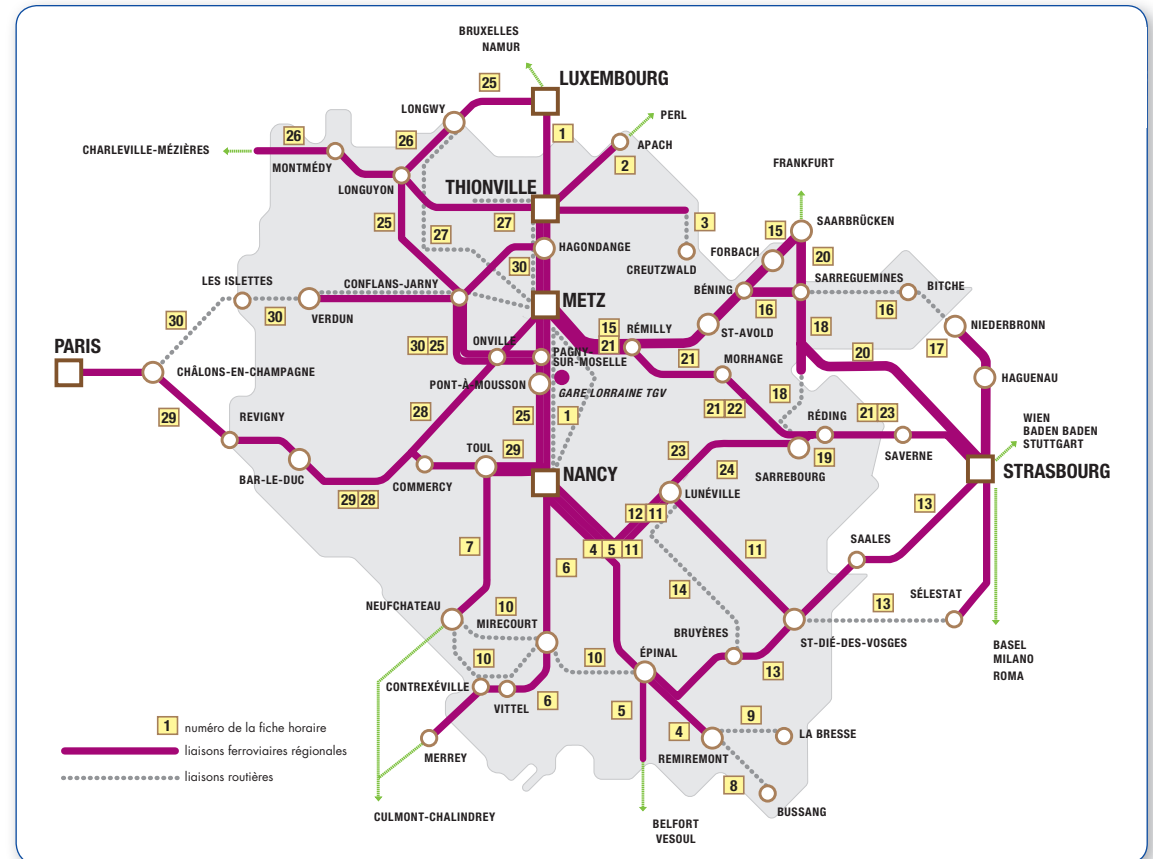 BRUXELLES
NAMUR
LUXEMBOURG
25
LONGWY
1
PERL
APACH
2
26
CHARLEVILLE-MÉZIÈRES
26
MONTMÉDY
LONGUYON
THIONVILLE
FRANKFURT
25
27
27
3
SAARBRÜCKEN
15
FORBACH
20
HAGONDANGE
CREUTZWALD
30
LES ISLETTES
CONFLANS-JARNY
BÉNING
SARREGUEMINES
BITCHE
30
VERDUN
METZ
16
16
NIEDERBRONN
30
15
RÉMILLY
ST-AVOLD
18
17
PARIS
30 25
ONVILLE
PAGNY
SUR-MOSELLE
21
21
MORHANGE
20
CHÂLONS-EN-CHAMPAGNE
PONT-À-MOUSSON
GARE LORRAINE TGV
HAGUENAU
18
29
REVIGNY
28
25
1
21 22
RÉDING
21 23
WIEN
BADEN BADEN
STUTTGART
TOUL
29
23
SAVERNE
BAR-LE-DUC
COMMERCY
24
SARREBOURG
19
STRASBOURG
29 28
NANCY
LUNÉVILLE
13
12 11
7
4 5 11
11
SAALES
6
14
NEUFCHATEAU
10
MIRECOURT
13
SÉLESTAT
BRUYÈRES
ST-DIÉ-DES-VOSGES
10
10
ÉPINAL
13
BASEL
MILANO
ROMA
CONTREXÉVILLE
VITTEL
6
5
4
9
LA BRESSE
MERREY
REMIREMONT
8
BUSSANG
1 numéro de la fiche horaire
liaisons ferroviaires régionales
liaisons routières
CULMONT-CHALINDREY
BELFORT
VESOUL